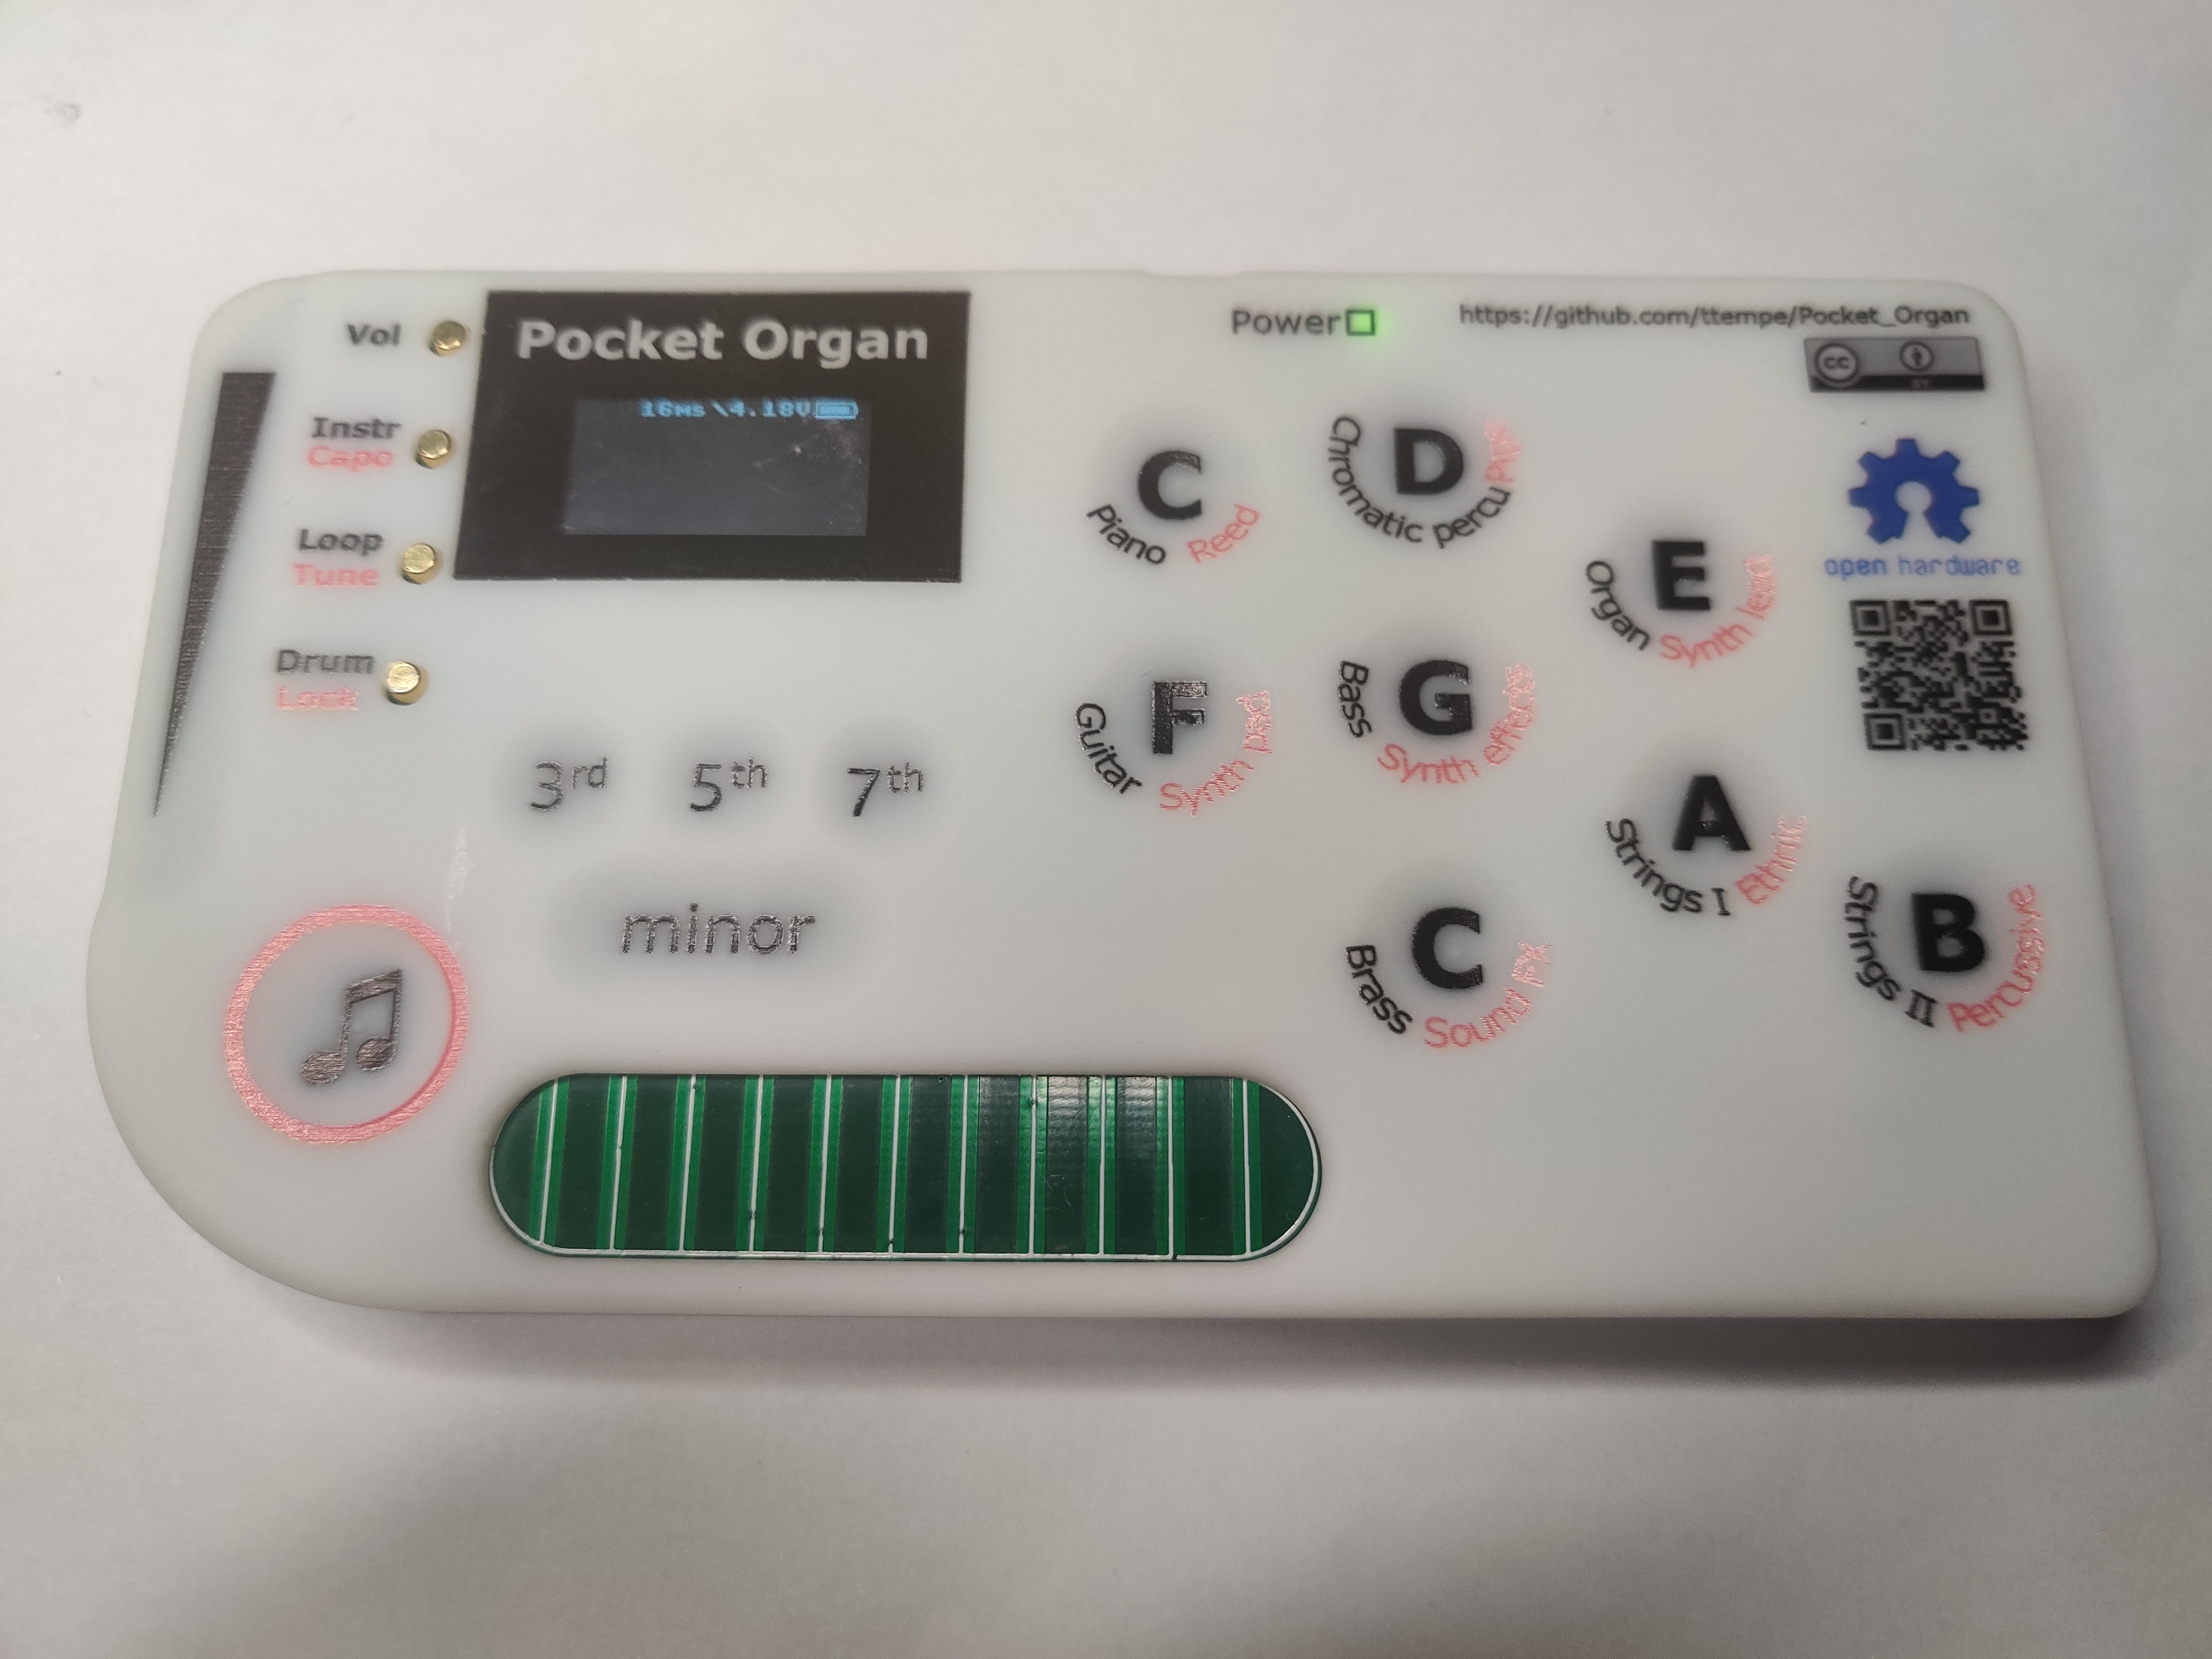 Vol
Pocket Organ
16ms \4.18V
Power
https://github.com/ttempe/Pocket_Organ
cc
BY
Instr
Capo
Loop
Tune
Drum
Lock
C
Piano Reed
D
Chromatic percu Pipe
E
Organ Synth lead
open hardware
F
Guitar Synth pad
G
Bass Synth effects
A
Strings I Ethnic
B
Strings II Percussive
C
Brass Sound FX
3rd 5th 7th
minor